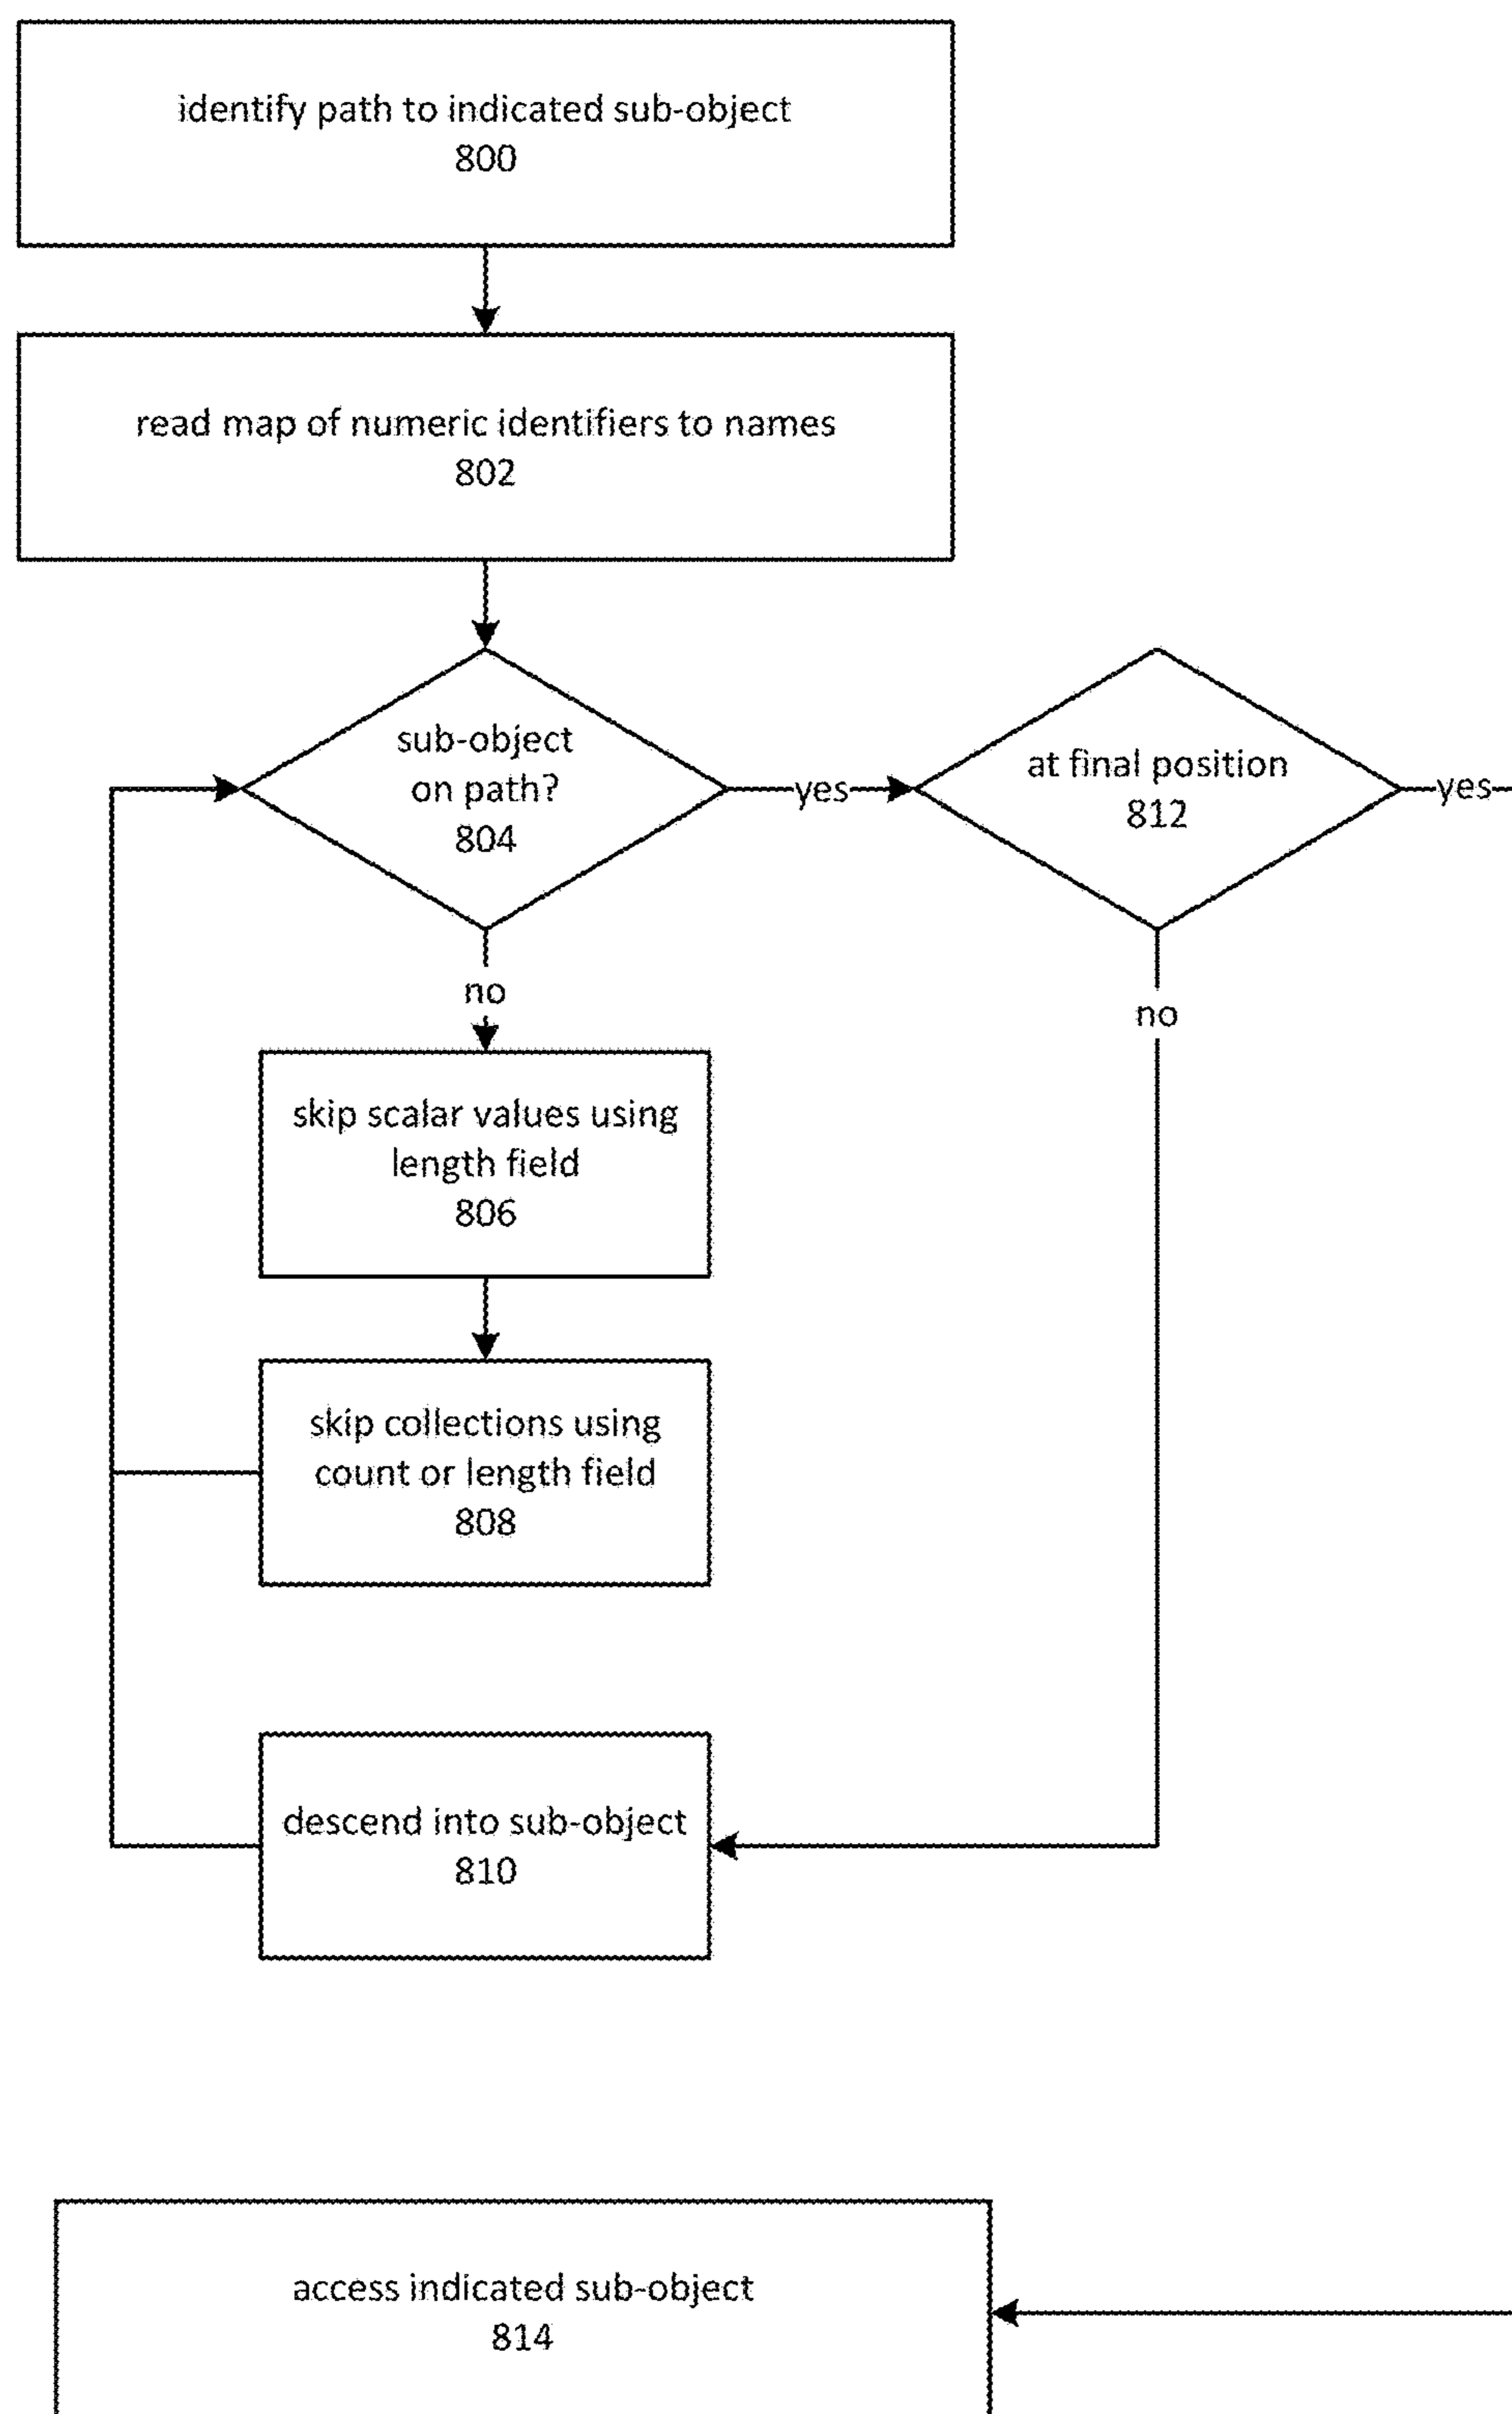 identify path to indicated sub-object
800
read map of numeric identifiers to names
802
sub-object
on path?
804
yes
at final position
812
yes
no
no
skip scalar values using
length field
806
skip collections using
count or length field
808
descend into sub-object
810
access indicated sub-object
814